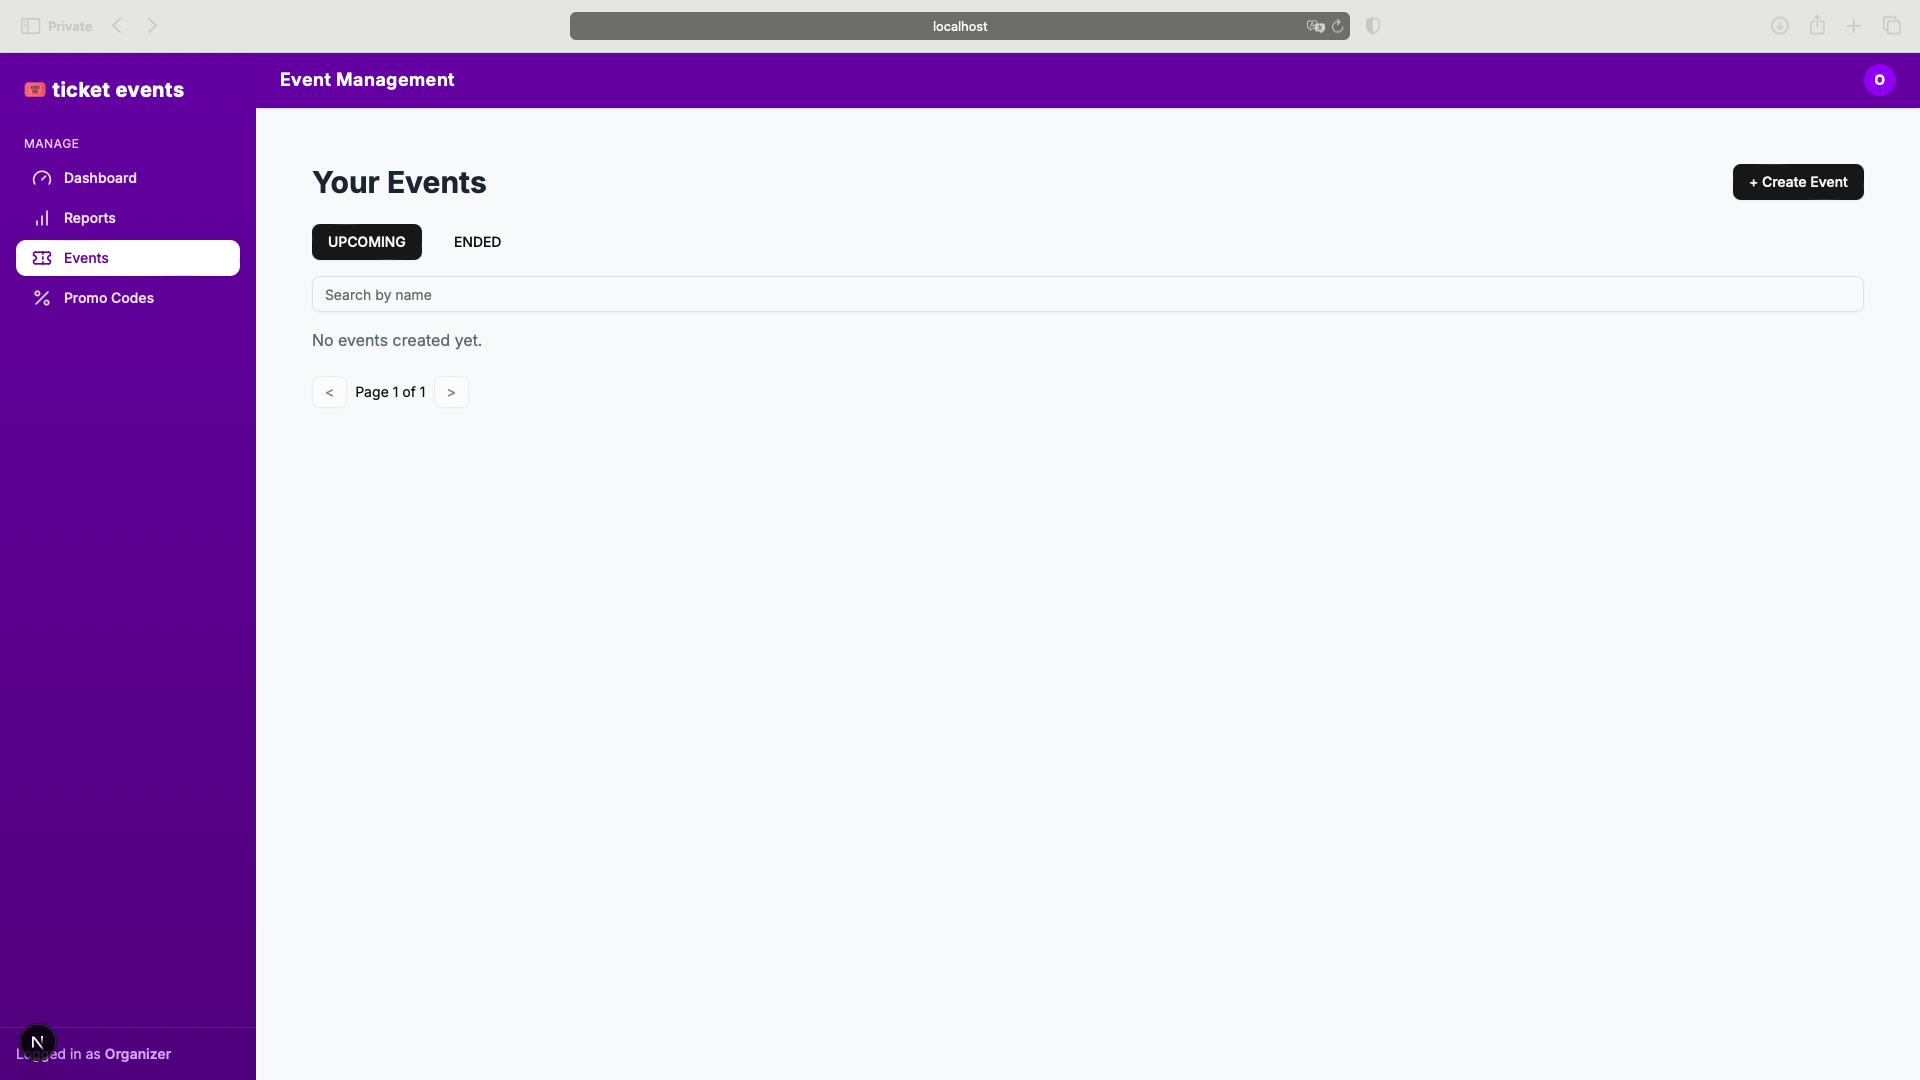 Private
localhost
ticket events
Event Management
O
MANAGE
Dashboard
Reports
Events
Promo Codes
Your Events
+ Create Event
UPCOMING
ENDED
Search by name
No events created yet.
< Page 1 of 1 >
N
Logged in as Organizer